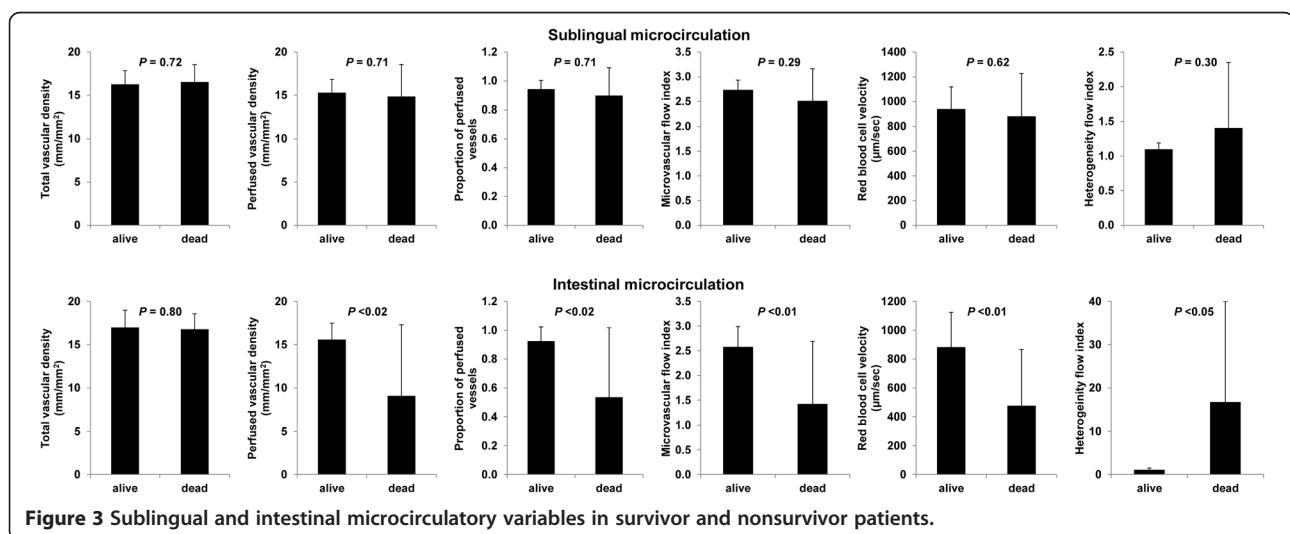 Sublingual microcirculation
Total vascular density
(mm/mm²)
20
15
10
5
0
P = 0.72
alive dead
Perfused vascular density
(mm/mm²)
20
15
10
5
0
P = 0.71
alive dead
Proportion of perfused
vessels
1.2
1.0
0.8
0.6
0.4
0.2
0.0
P = 0.71
alive dead
Microvascular flow index
3.5
3.0
2.5
2.0
1.5
1.0
0.5
0.0
P = 0.29
alive dead
Red blood cell velocity
(µm/sec)
1400
1200
1000
800
600
400
200
0
P = 0.62
alive dead
Heterogeneity flow index
2.5
2.0
1.5
1.0
0.5
0.0
P = 0.30
alive dead
Intestinal microcirculation
Total vascular density
(mm/mm²)
20
15
10
5
0
P = 0.80
alive dead
Perfused vascular density
(mm/mm²)
20
15
10
5
0
P <0.02
alive dead
Proportion of perfused
vessels
1.2
1.0
0.8
0.6
0.4
0.2
0.0
P <0.02
alive dead
Microvascular flow index
3.5
3.0
2.5
2.0
1.5
1.0
0.5
0.0
P <0.01
alive dead
Red blood cell velocity
(µm/sec)
1200
1000
800
600
400
200
0
P <0.01
alive dead
Heterogeinity flow index
40
30
20
10
0
P <0.05
alive dead
Figure 3 Sublingual and intestinal microcirculatory variables in survivor and nonsurvivor patients.